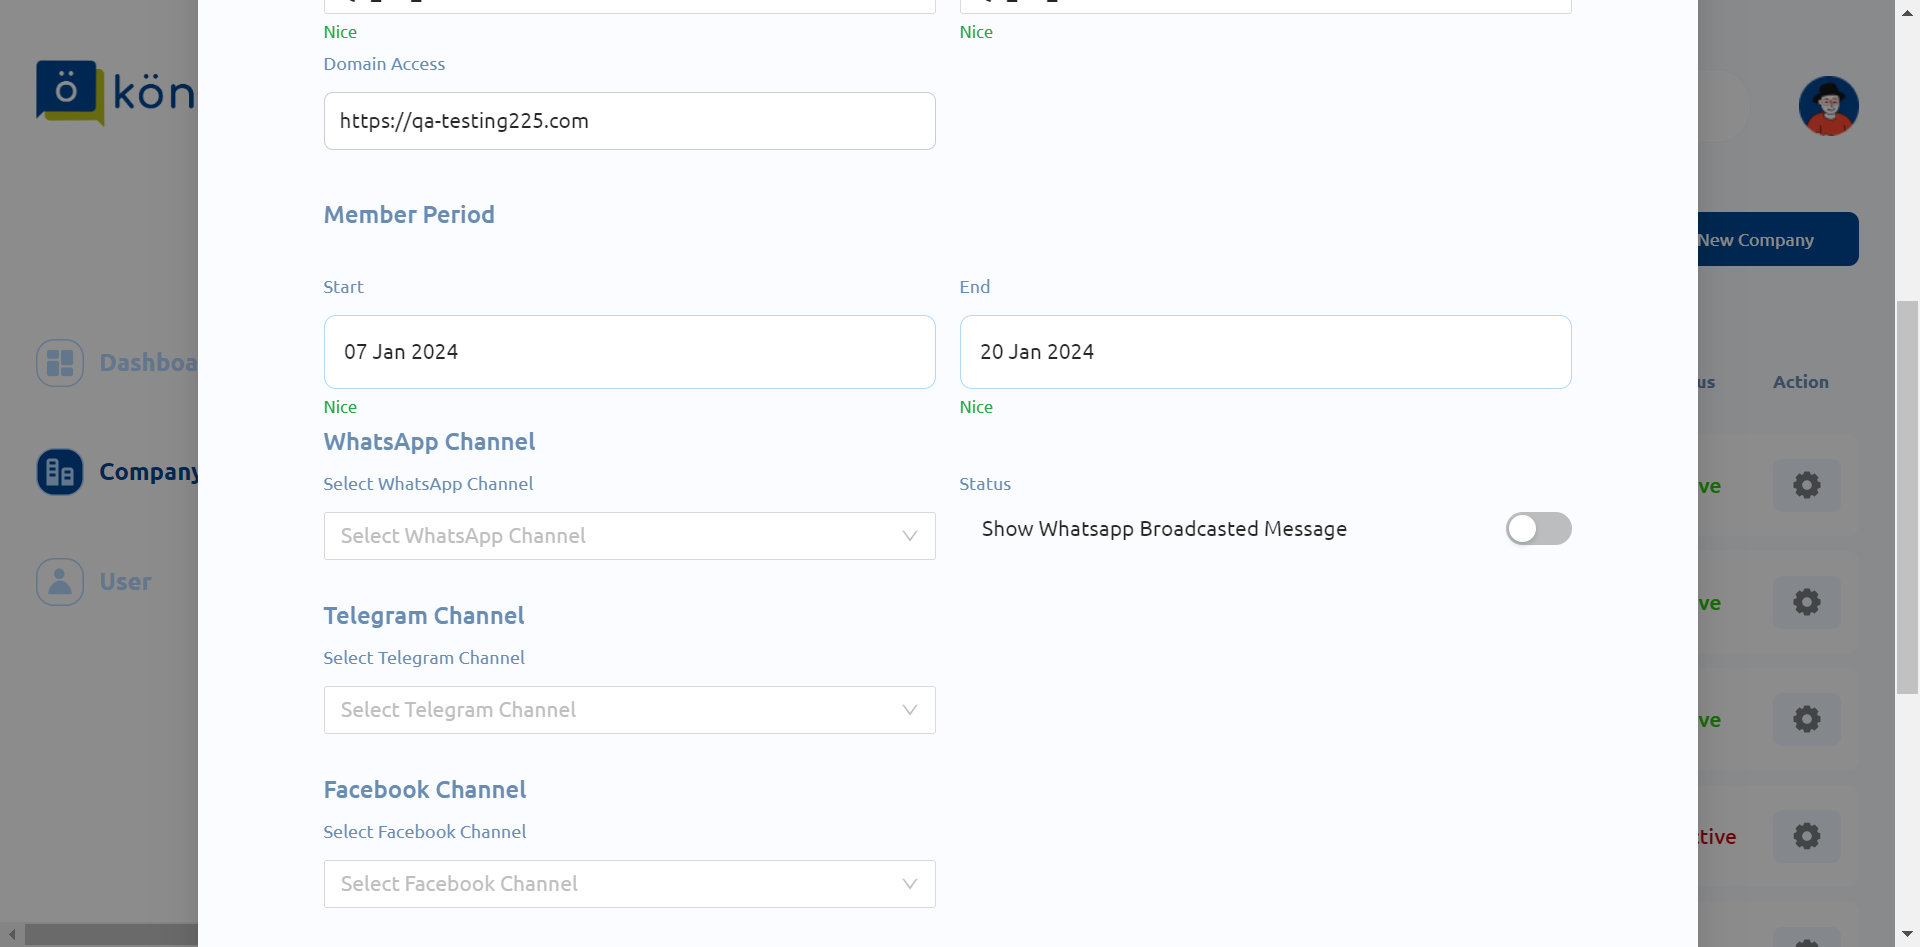 Nice
Nice
Domain Access
https://qa-testing225.com
Member Period
Start
End
07 Jan 2024
20 Jan 2024
Nice
Nice
WhatsApp Channel
Select WhatsApp Channel
Status
Select WhatsApp Channel
Show Whatsapp Broadcasted Message
Telegram Channel
Select Telegram Channel
Select Telegram Channel
Facebook Channel
Select Facebook Channel
Select Facebook Channel
ö
kön
Dashboa
Company
User
New Company
us
Action
ve
ve
ve
ctive